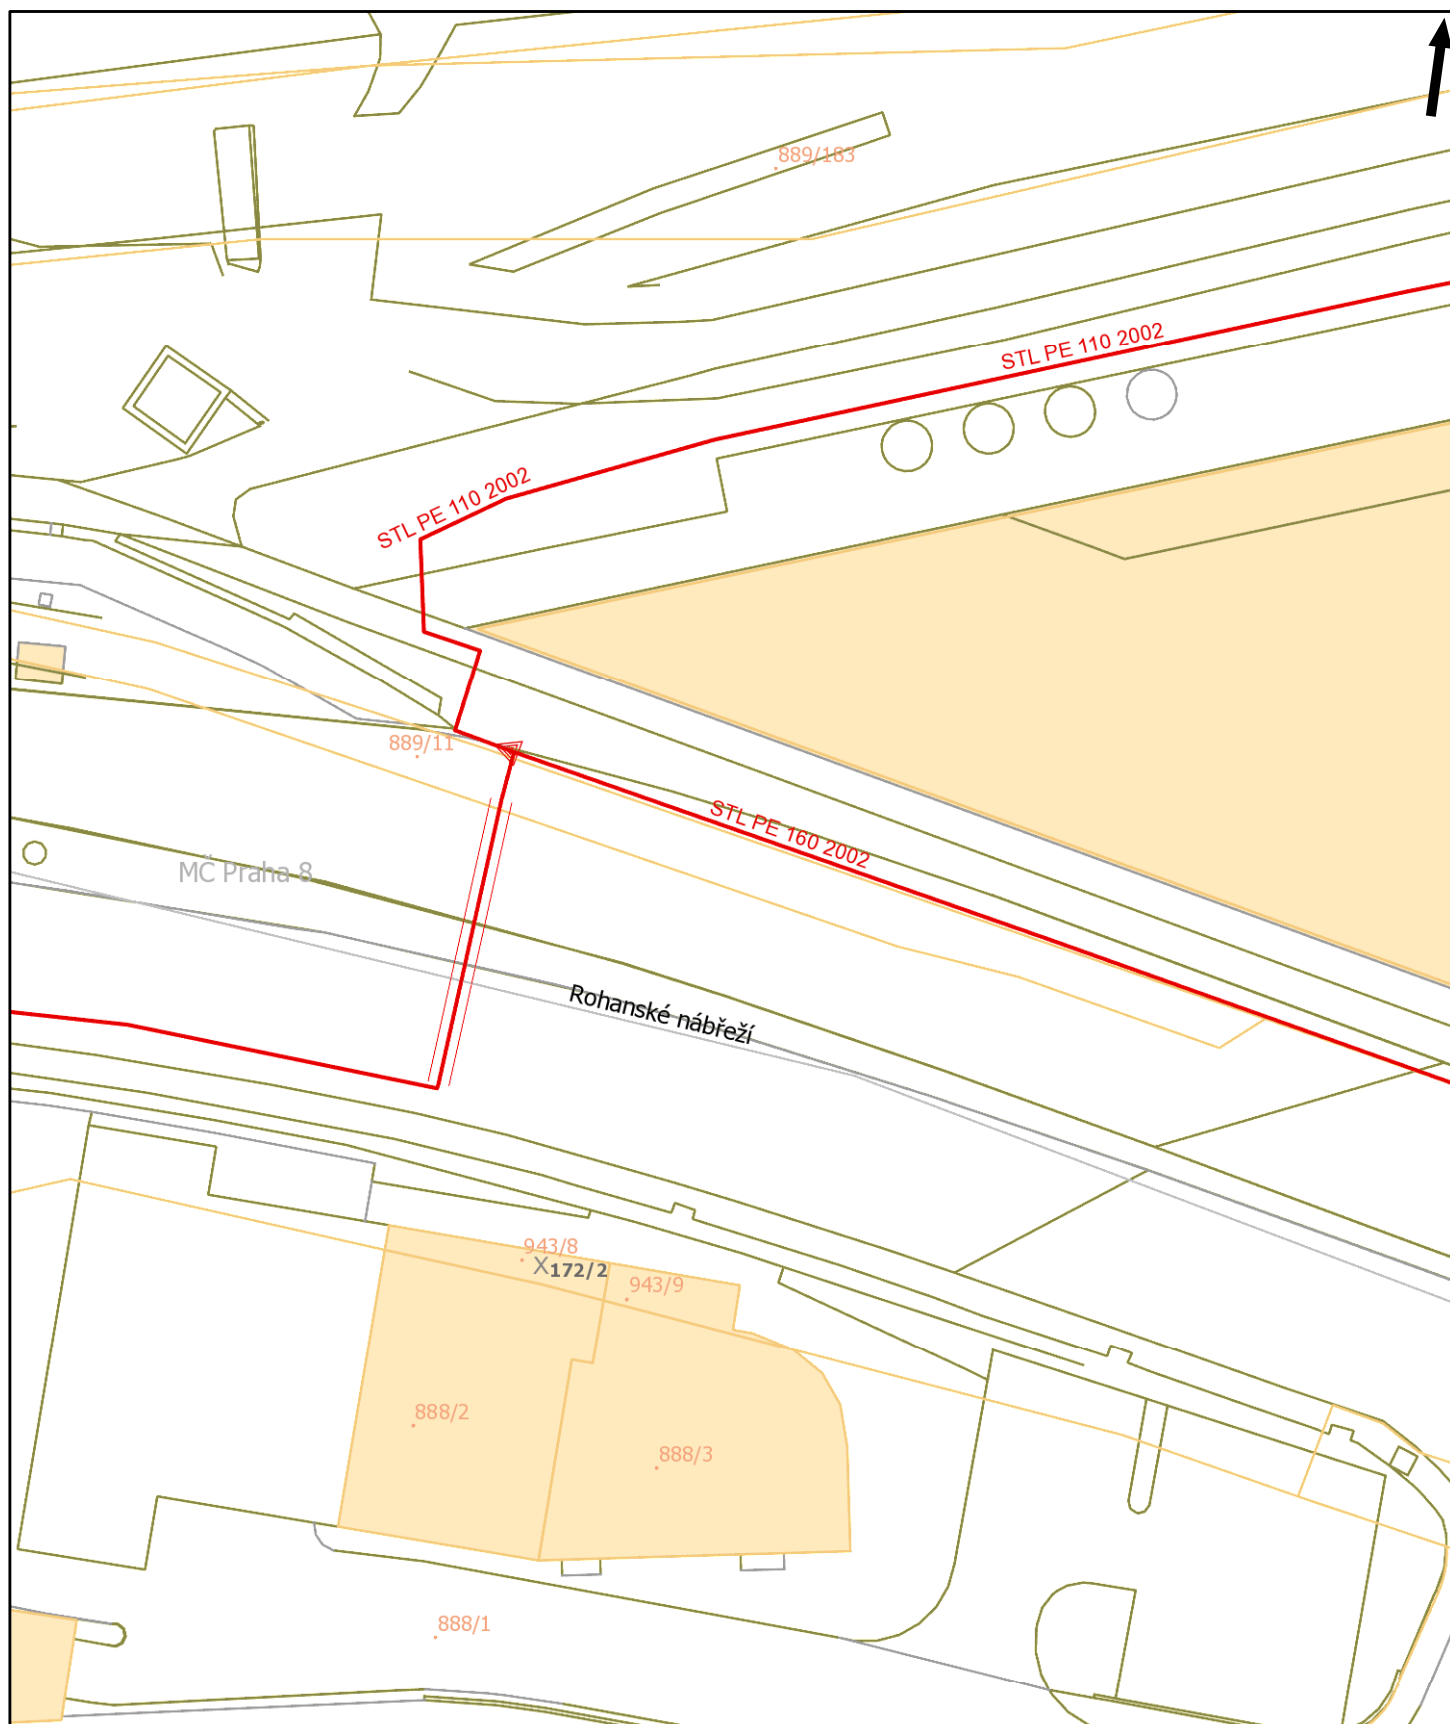 889/183
STL PE 110 2002
STL PE 110 2002
889/11
STL PE 160 2002
MČ Praha 8
Rohanské nábřeží
943/8
X172/2
943/9
888/2
888/3
888/1